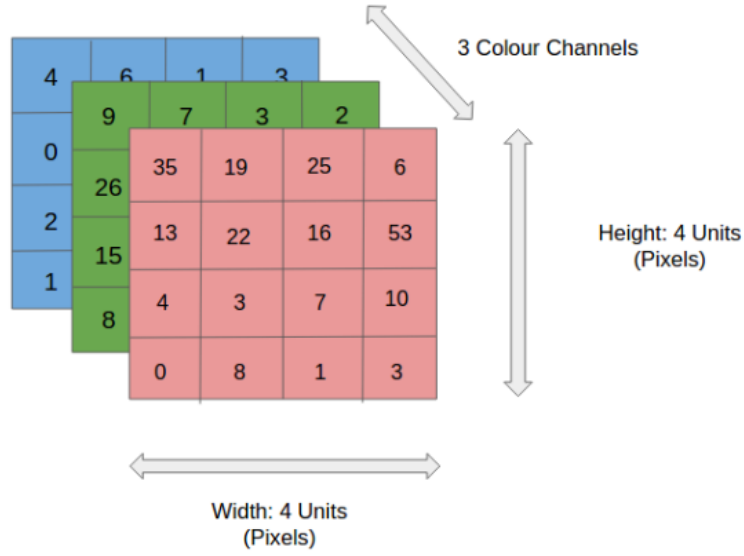 3 Colour Channels
4 6 1 3
9 7 3 2
35 19 25 6
0
26
13 22 16 53
Height: 4 Units
(Pixels)
2
15
4 3 7 10
1
8
0 8 1 3
Width: 4 Units
(Pixels)